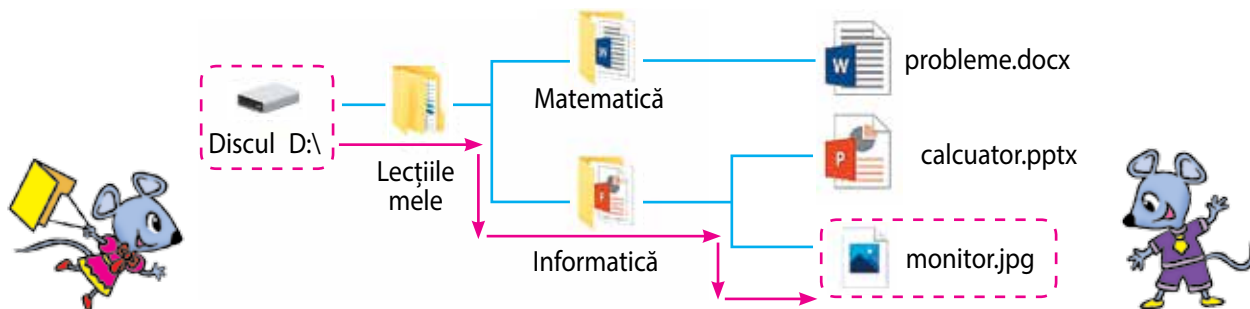 probleme.docx
Matematică
Discul D:\
calcuator.pptx
Lecțiile
mele
Informatică
monitor.jpg
W
W
P
P